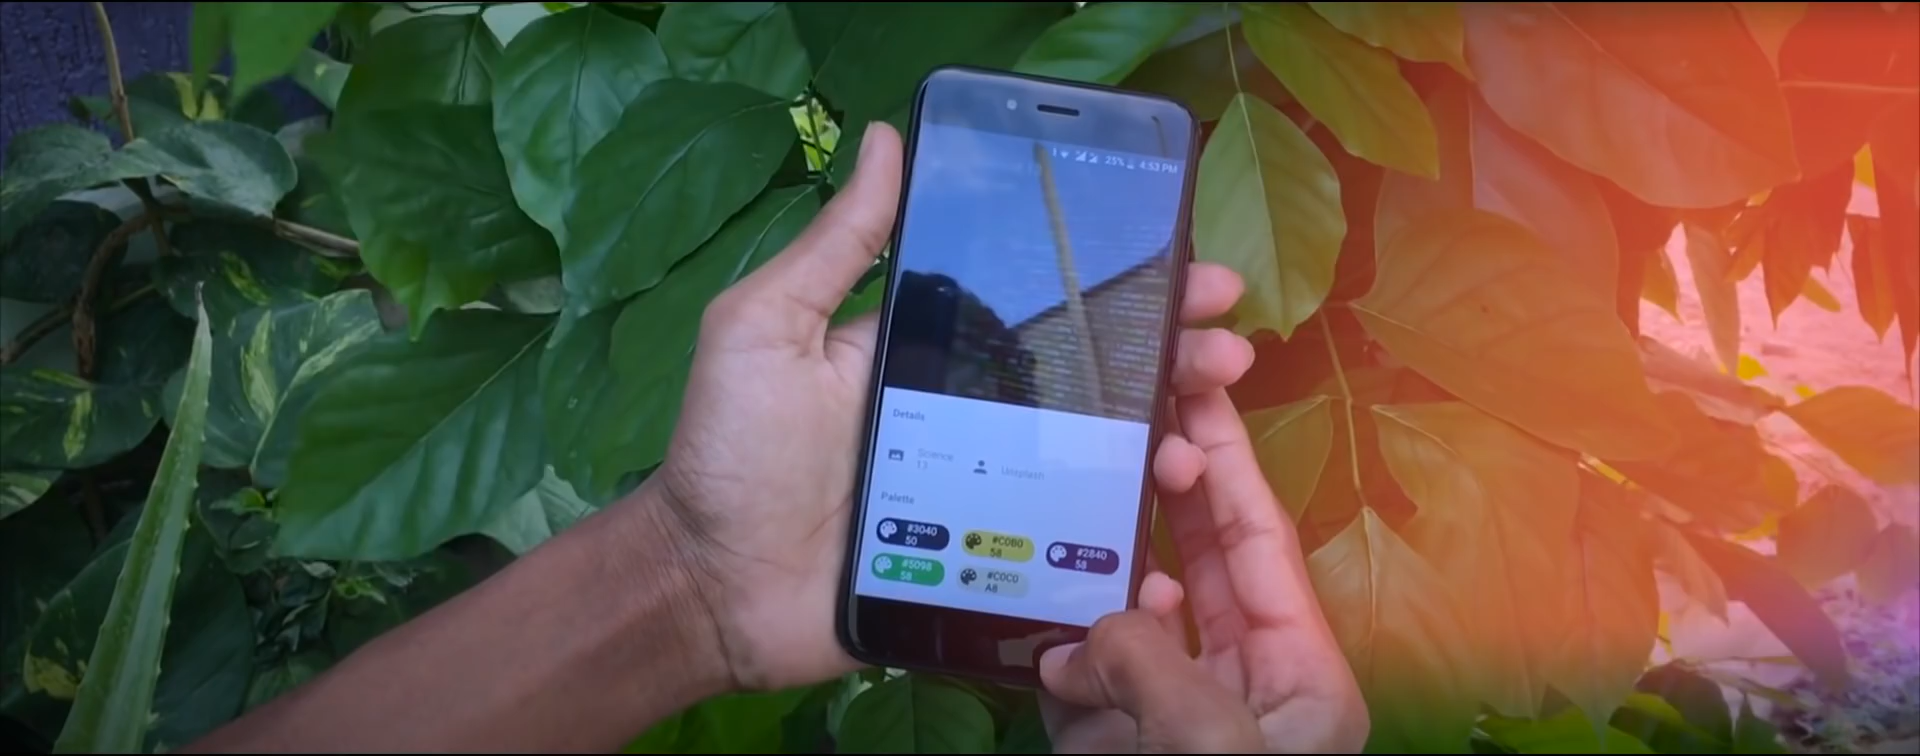 25% 4:53 PM
Details
Science
13
Unsplash
Palette
#3040
50
#C0B0
58
#2840
58
#5098
58
#C0C0
A8